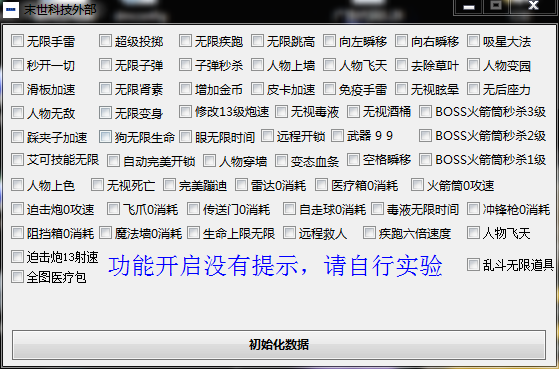 末世科技外部
无限手雷 超级投掷 无限疾跑 无限跳高 向左瞬移 向右瞬移 吸星大法
秒开一切 无限子弹 子弹秒杀 人物上墙 人物飞天 去除草叶 人物变园
滑板加速 无限肾素 增加金币 皮卡加速 免疫手雷 无视眩晕 无后座力
人物无敌 无限变身 修改13级炮速 无视毒液 无视酒桶 BOSS火箭筒秒杀3级
踩夹子加速 狗无限生命 眼无限时间 远程开锁 武器 9 9 BOSS火箭筒秒杀2级
艾可技能无限 自动完美开锁 人物穿墙 变态血条 空格瞬移 BOSS火箭筒秒杀1级
人物上色 无视死亡 完美蹦迪 雷达0消耗 医疗箱0消耗 火箭筒0攻速
迫击炮0攻速 飞爪0消耗 传送门0消耗 自走球0消耗 毒液无限时间 冲锋枪0消耗
阻挡箱0消耗 魔法墙0消耗 生命上限无限 远程救人 疾跑六倍速度 人物飞天
迫击炮13射速
功能开启没有提示，请自行实验
乱斗无限道具
全图医疗包
初始化数据